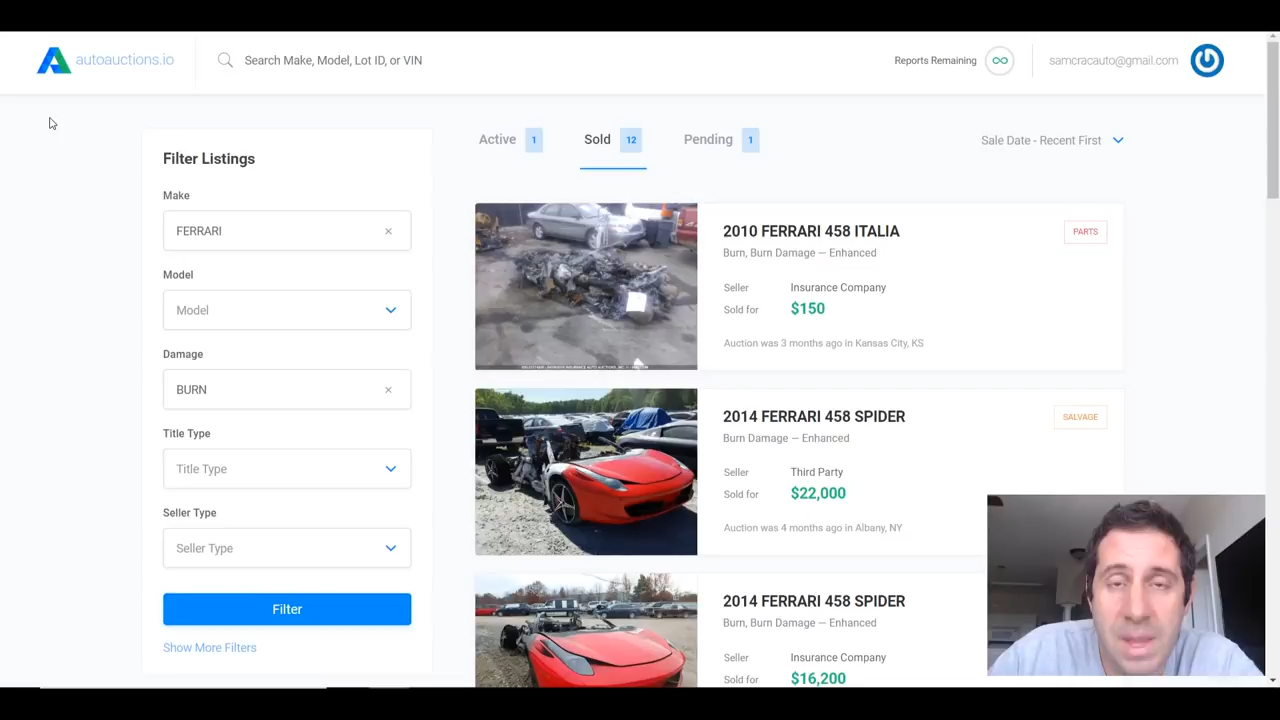 autoauctions.io
Search Make, Model, Lot ID, or VIN
Reports Remaining
samcracauto@gmail.com
Filter Listings
Make
FERRARI
Model
Model
Damage
BURN
Title Type
Title Type
Seller Type
Seller Type
Filter
Show More Filters
Active 1
Sold 12
Pending 1
Sale Date - Recent First
2010 FERRARI 458 ITALIA
PARTS
Burn, Burn Damage — Enhanced
Seller Insurance Company
Sold for $150
Auction was 3 months ago in Kansas City, KS
2014 FERRARI 458 SPIDER
SALVAGE
Burn Damage — Enhanced
Seller Third Party
Sold for $22,000
Auction was 4 months ago in Albany, NY
2014 FERRARI 458 SPIDER
Burn, Burn Damage — Enhanced
Seller Insurance Company
Sold for $16,200